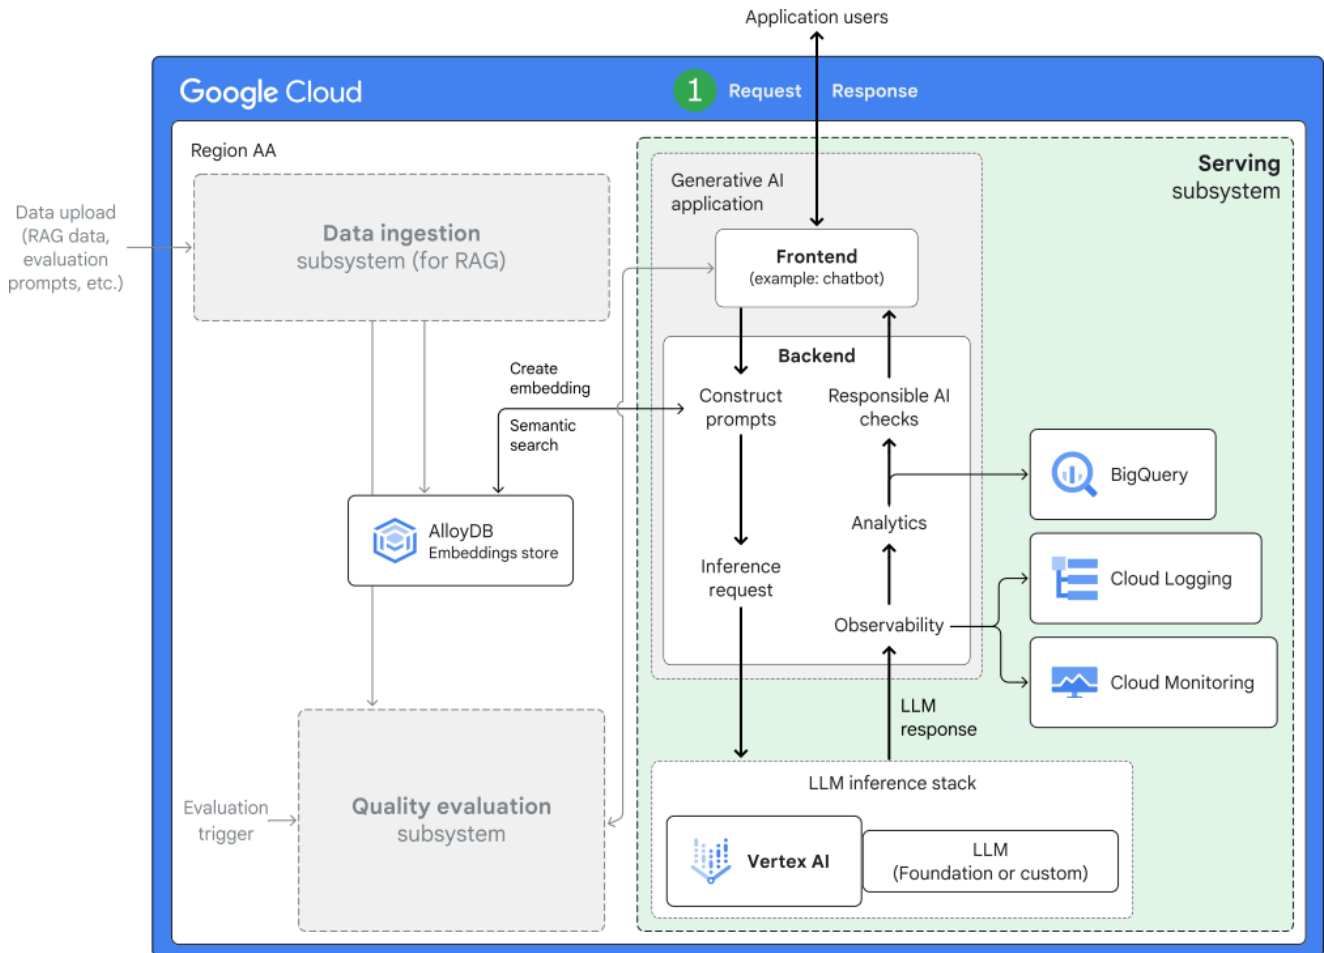 Application users
Google Cloud
1 Request Response
Region AA
Serving
subsystem
Generative AI
application
Data upload
(RAG data,
evaluation
prompts, etc.)
Data ingestion
subsystem (for RAG)
Frontend
(example: chatbot)
Backend
Create
embedding
Semantic
search
Construct
prompts
Responsible AI
checks
BigQuery
Analytics
AlloyDB
Embeddings store
Inference
request
Cloud Logging
Observability
Cloud Monitoring
LLM
response
LLM inference stack
Evaluation
trigger
Quality evaluation
subsystem
Vertex AI
LLM
(Foundation or custom)